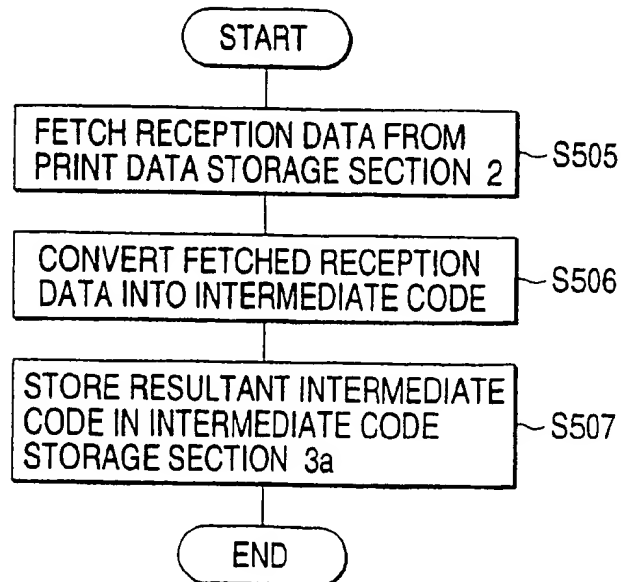 START
FETCH RECEPTION DATA FROM
PRINT DATA STORAGE SECTION 2
S505
CONVERT FETCHED RECEPTION
DATA INTO INTERMEDIATE CODE
S506
STORE RESULTANT INTERMEDIATE
CODE IN INTERMEDIATE CODE
STORAGE SECTION 3a
S507
END